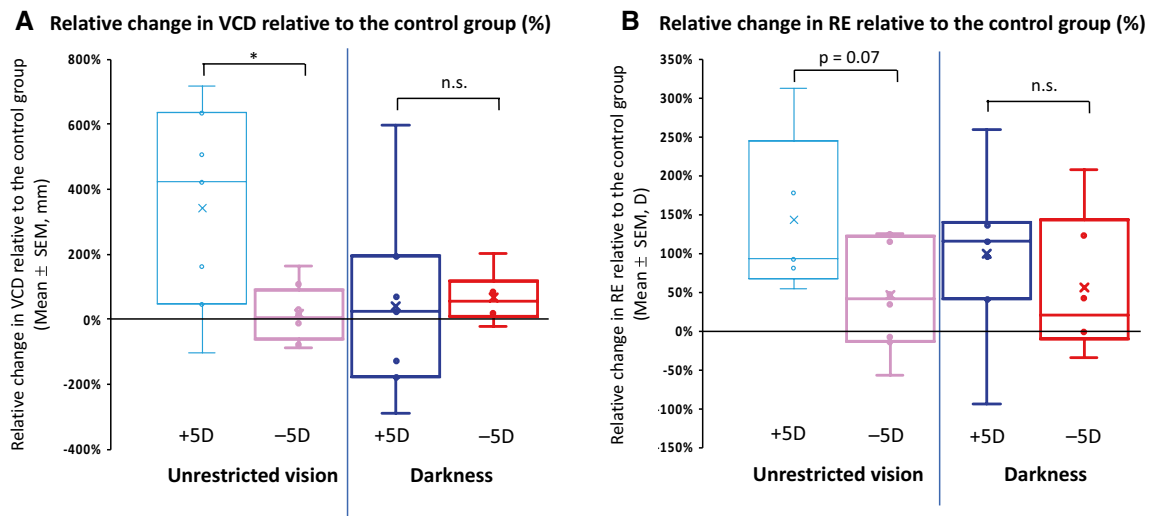 A Relative change in VCD relative to the control group (%)
Relative change in VCD relative to the control group
(Mean ± SEM, mm)
800%
600%
400%
200%
0%
-200%
-400%
*
n.s.
+5D
–5D
+5D
–5D
Unrestricted vision
Darkness
B Relative change in RE relative to the control group (%)
Relative change in RE relative to the control group
(Mean ± SEM, D)
350%
300%
250%
200%
150%
100%
50%
0%
-50%
-100%
-150%
p = 0.07
n.s.
+5D
–5D
+5D
–5D
Unrestricted vision
Darkness